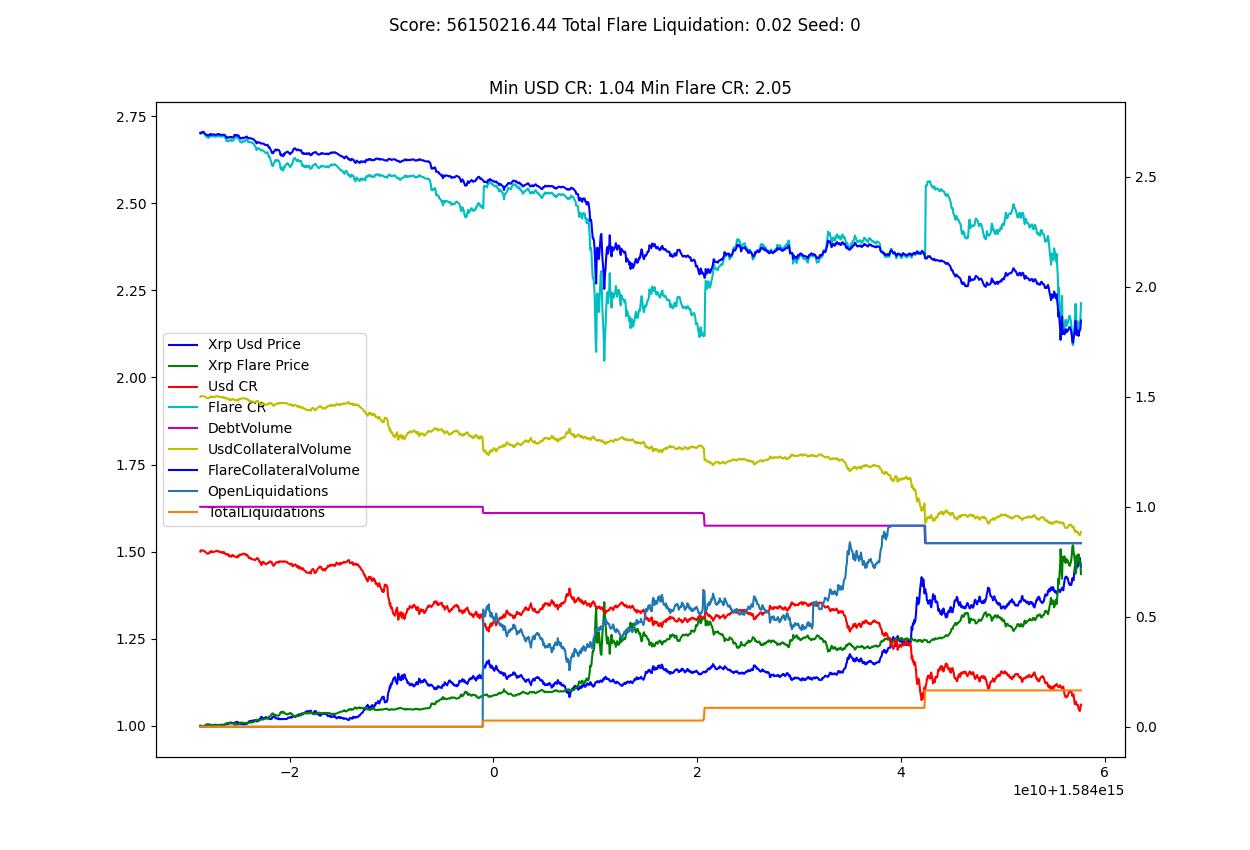 Score: 56150216.44 Total Flare Liquidation: 0.02 Seed: 0
Min USD CR: 1.04 Min Flare CR: 2.05
2.75
2.50
2.25
2.00
1.75
1.50
1.25
1.00
Xrp Usd Price
Xrp Flare Price
Usd CR
Flare CR
DebtVolume
UsdCollateralVolume
FlareCollateralVolume
OpenLiquidations
TotalLiquidations
2.5
2.0
1.5
1.0
0.5
0.0
−2 0 2 4 6
1e10+1.584e15